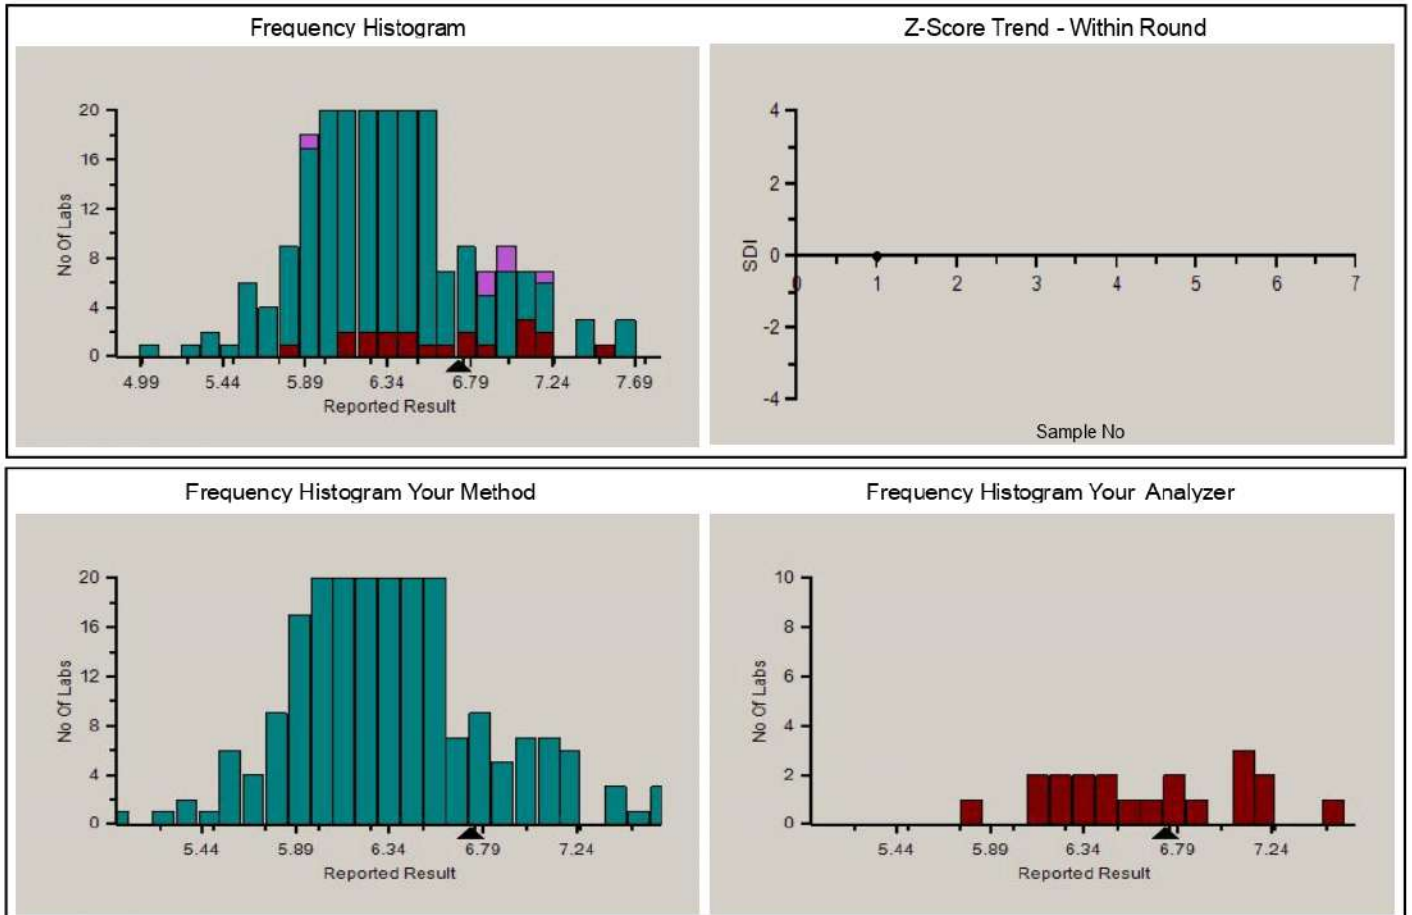 Frequency Histogram
20
16
12
8
4
0
No Of Labs
4.99 5.44 5.89 6.34 6.79 7.24 7.69
Reported Result
Z-Score Trend - Within Round
4
2
0
-2
-4
SDI
0 1 2 3 4 5 6 7
Sample No
Frequency Histogram Your Method
20
16
12
8
4
0
No Of Labs
5.44 5.89 6.34 6.79 7.24
Reported Result
Frequency Histogram Your Analyzer
10
8
6
4
2
0
No Of Labs
5.44 5.89 6.34 6.79 7.24
Reported Result